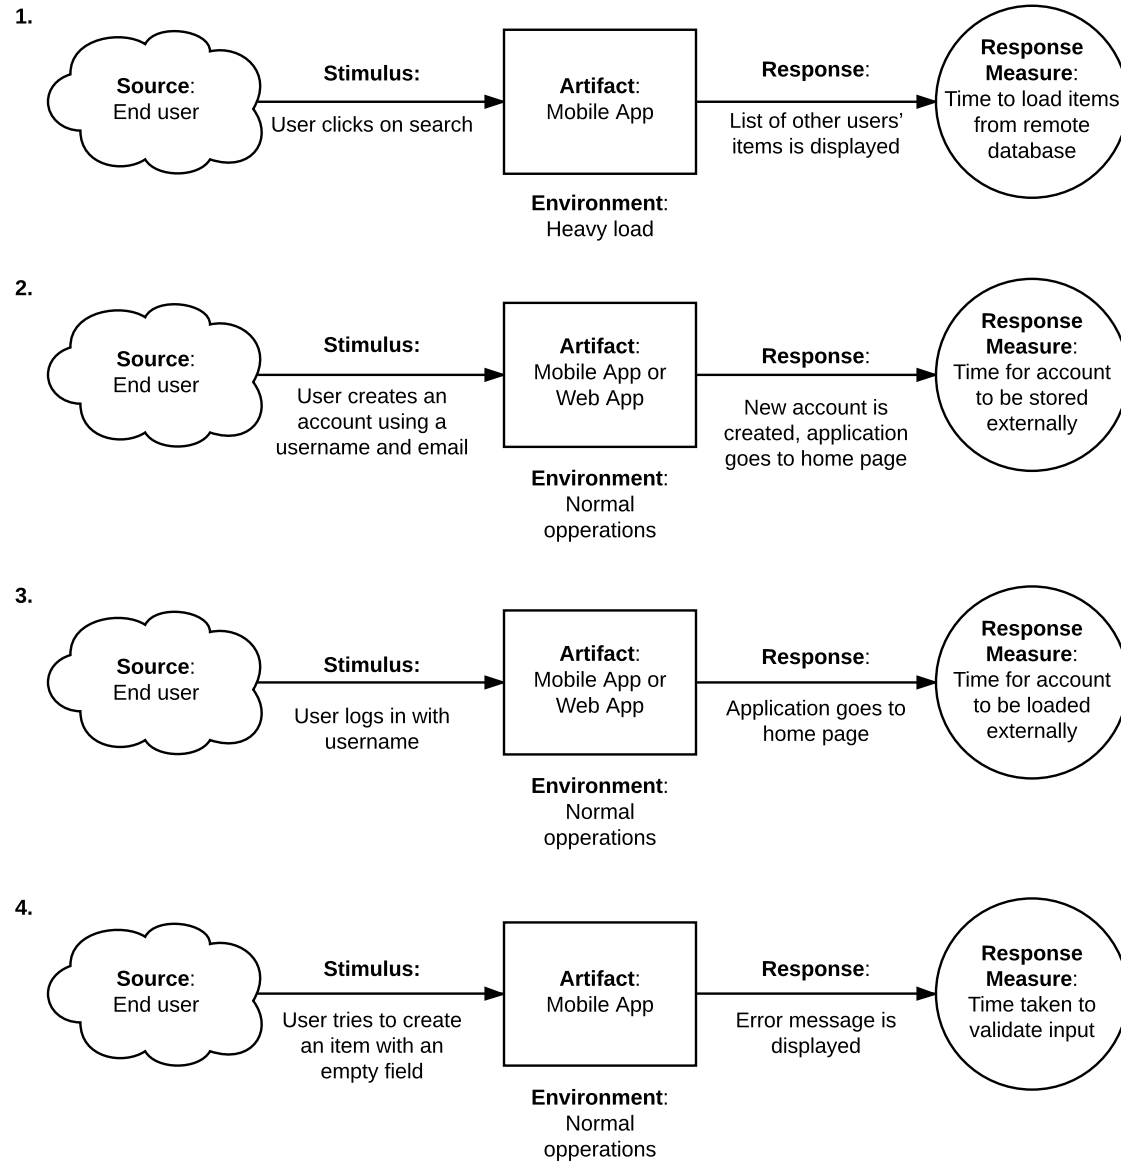 1.
Source:
End user
Stimulus:
User clicks on search
Artifact:
Mobile App
Environment:
Heavy load
Response:
List of other users’
items is displayed
Response
Measure:
Time to load items
from remote
database
2.
Source:
End user
Stimulus:
User creates an
account using a
username and email
Artifact:
Mobile App or
Web App
Environment:
Normal
opperations
Response:
New account is
created, application
goes to home page
Response
Measure:
Time for account
to be stored
externally
3.
Source:
End user
Stimulus:
User logs in with
username
Artifact:
Mobile App or
Web App
Environment:
Normal
opperations
Response:
Application goes to
home page
Response
Measure:
Time for account
to be loaded
externally
4.
Source:
End user
Stimulus:
User tries to create
an item with an
empty field
Artifact:
Mobile App
Environment:
Normal
opperations
Response:
Error message is
displayed
Response
Measure:
Time taken to
validate input